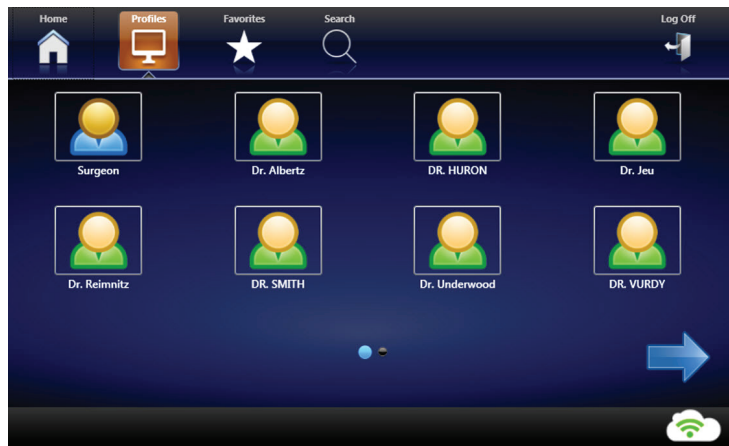 Home
Profiles
Favorites
Search
Log Off
Surgeon
Dr. Albertz
DR. HURON
Dr. Jeu
Dr. Reimnitz
DR. SMITH
Dr. Underwood
DR. VURDY